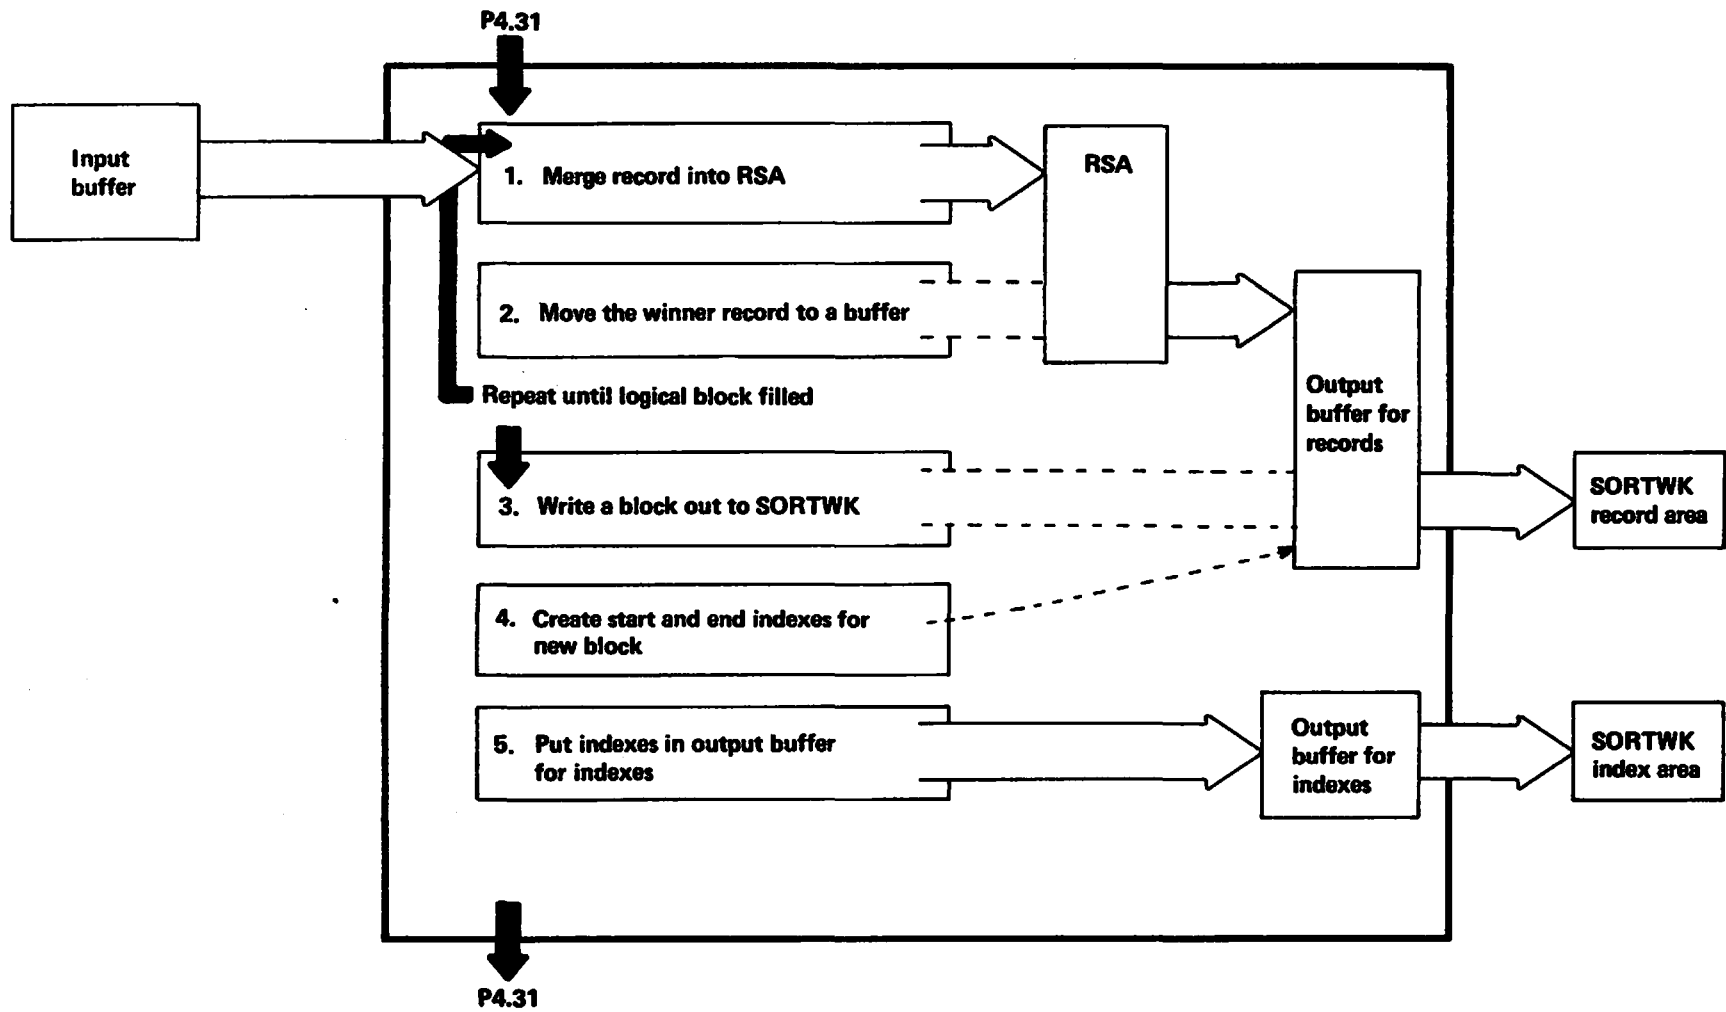 P4.31
Input
buffer
1. Merge record into RSA
RSA
2. Move the winner record to a buffer
Repeat until logical block filled
Output
buffer for
records
3. Write a block out to SORTWK
SORTWK
record area
4. Create start and end indexes for
new block
5. Put indexes in output buffer
for indexes
Output
buffer for
indexes
SORTWK
index area
P4.31